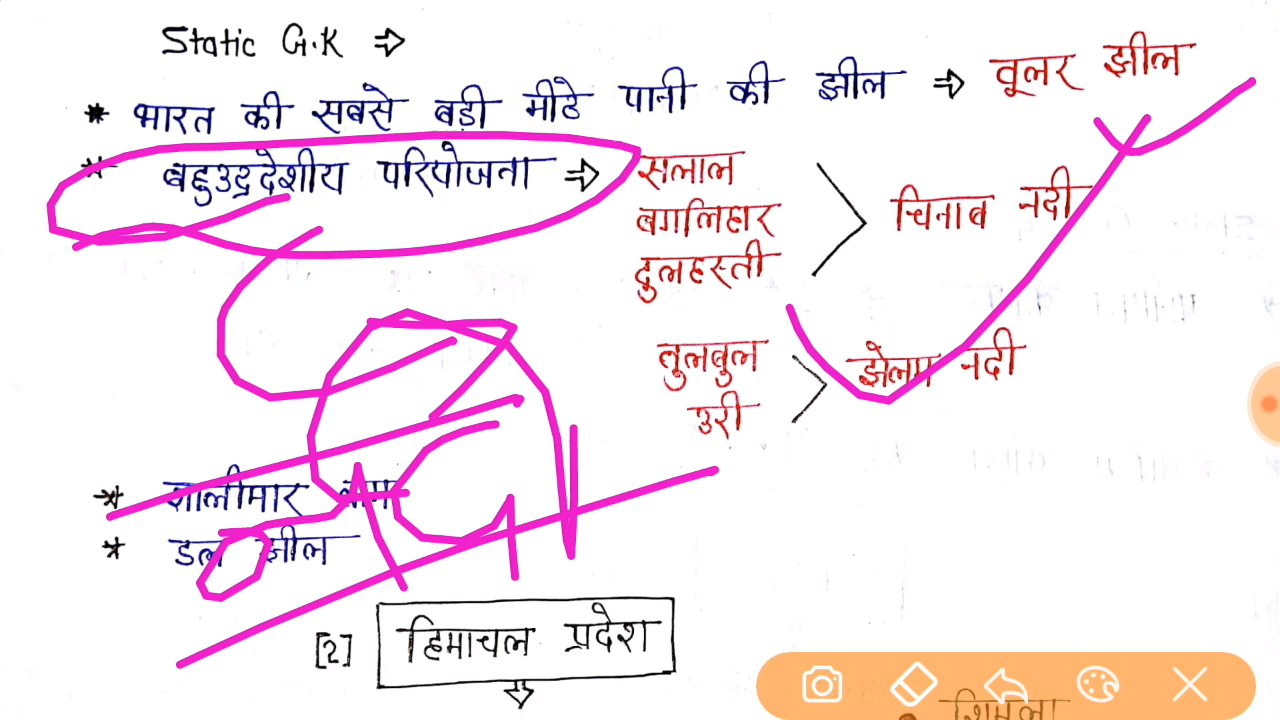 Static G.K ⇒
* भारत की सबसे बड़ी मीठे पानी की झील ⇒ वूलर झील
* बहुउद्देशीय परियोजना ⇒ सलाल
बगलिहार
दुलहस्ती
> चिनाब नदी
तुलबुल
उरी
> झेलम नदी
* शालीमार बाग
* डल झील
[2] हिमाचल प्रदेश
शिमला